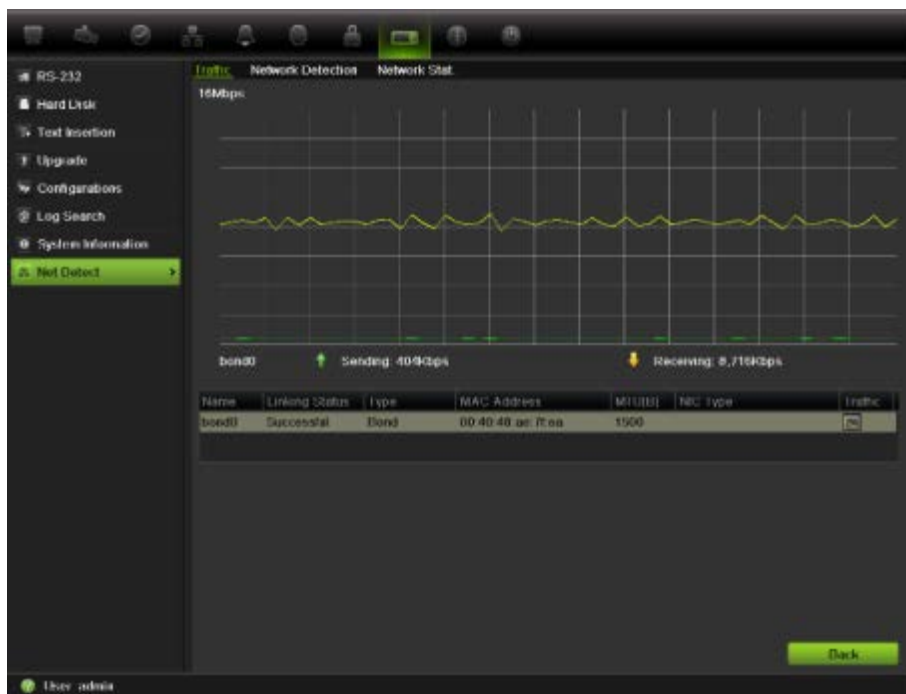 Traffic Network Detection Network Stat.
RS-232
Hard Disk
Text Insertion
Upgrade
Configurations
Log Search
System Information
Net Detect
16Mbps
bond0 Sending: 404Kbps Receiving: 8,716Kbps
Name Linking Status Type MAC Address MTU(B) NIC Type Traffic
bond0 Successful Bond 1500
Back
User: admin